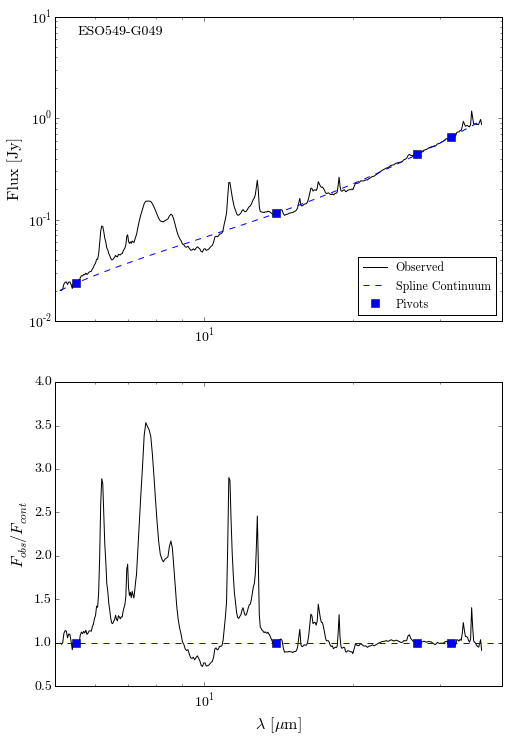 ESO549-G049
Flux [Jy]
10^1
10^0
10^-1
10^-2
10^1
Observed
Spline Continuum
Pivots
F_obs/F_cont
4.0
3.5
3.0
2.5
2.0
1.5
1.0
0.5
10^1
λ [μm]